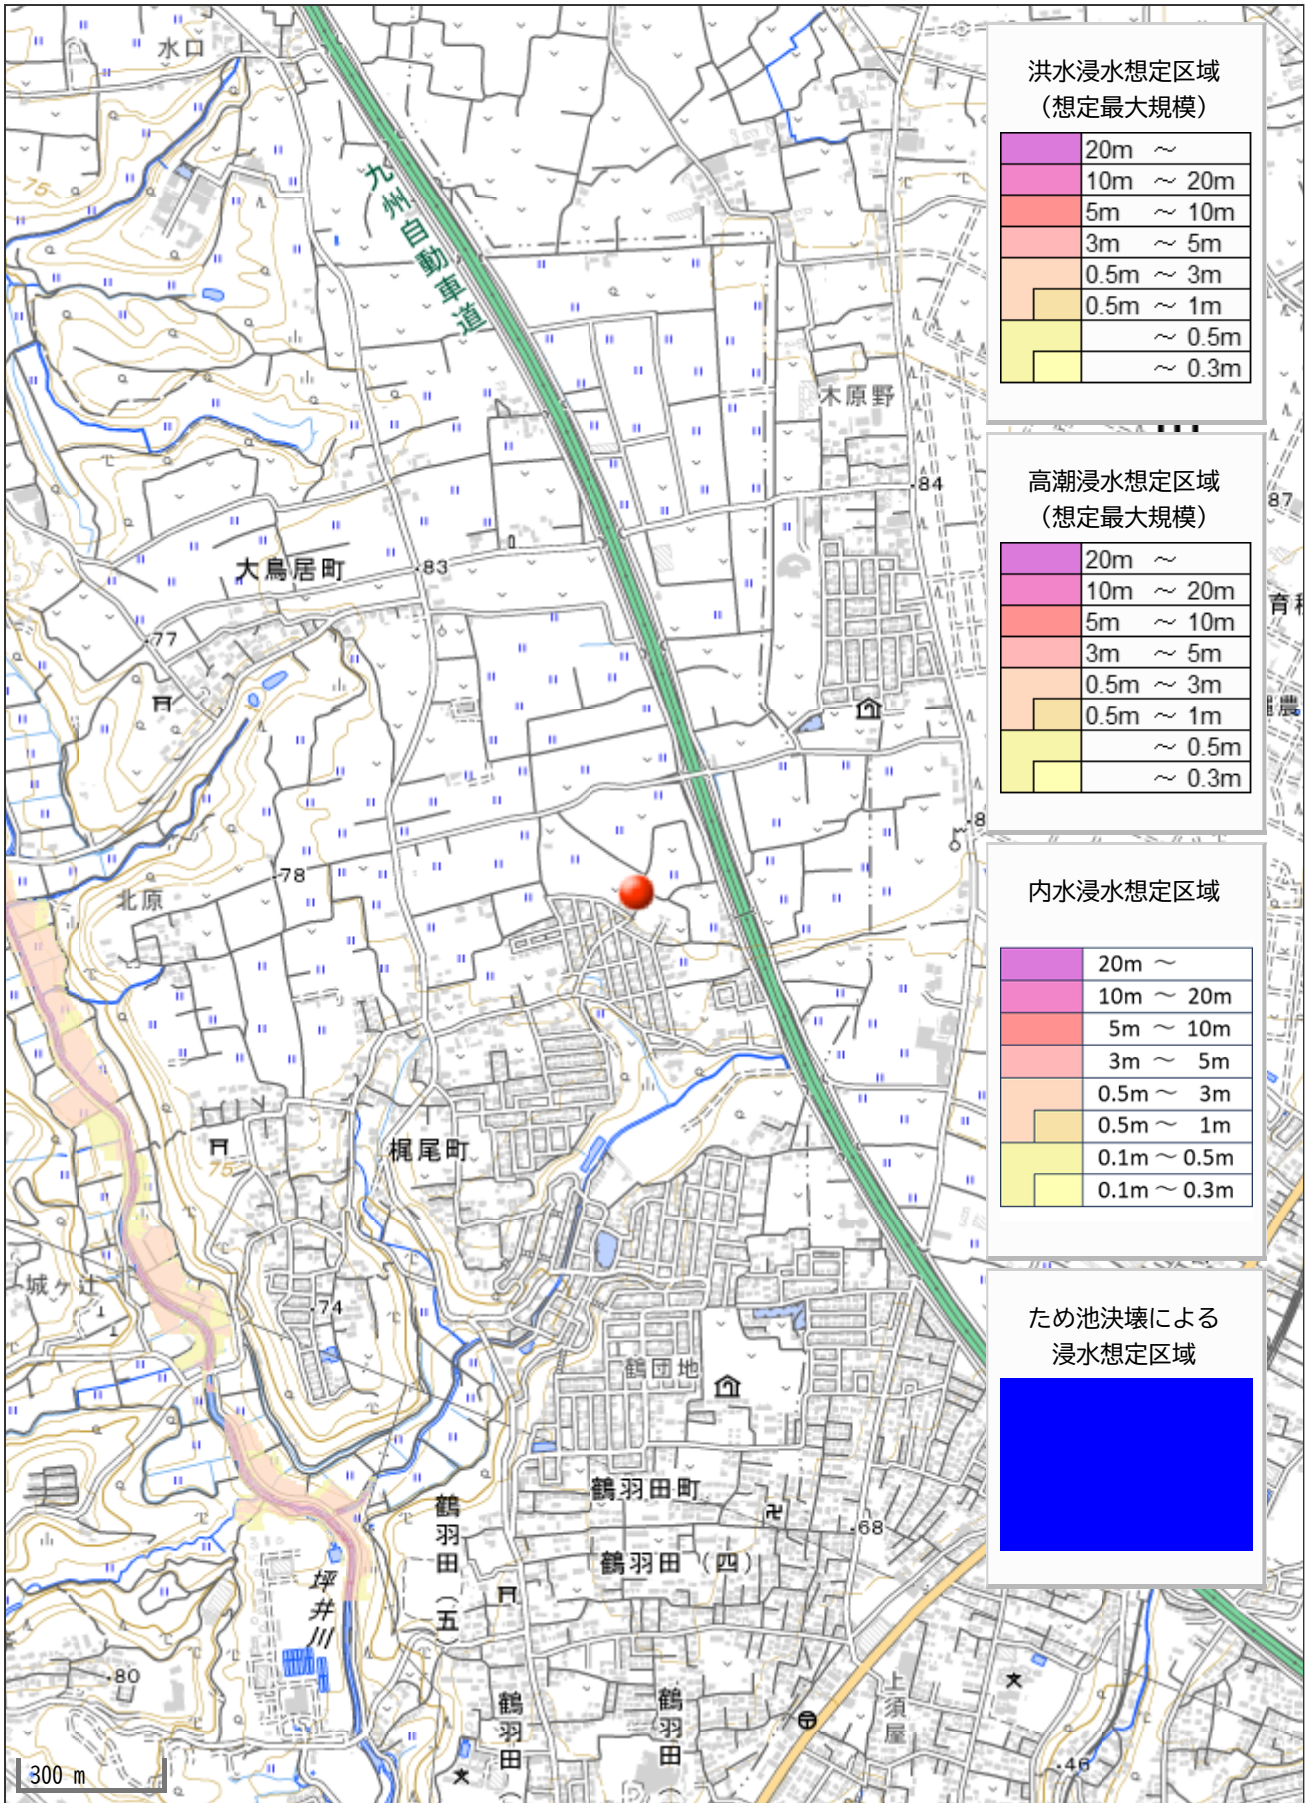 水口
75
九州自動車道
木原野
84
87
大鳥居町
83
77
78
北原
梶尾町
75
城ヶ辻
74
鶴団地
鶴羽田町
68
鶴羽田（四）
鶴羽田（五）
坪井川
80
鶴羽田
鶴羽田
上須屋
46
300 m
洪水浸水想定区域
（想定最大規模）
20m ～
10m ～ 20m
5m ～ 10m
3m ～ 5m
0.5m ～ 3m
0.5m ～ 1m
～ 0.5m
～ 0.3m
高潮浸水想定区域
（想定最大規模）
20m ～
10m ～ 20m
5m ～ 10m
3m ～ 5m
0.5m ～ 3m
0.5m ～ 1m
～ 0.5m
～ 0.3m
内水浸水想定区域
20m ～
10m ～ 20m
5m ～ 10m
3m ～ 5m
0.5m ～ 3m
0.5m ～ 1m
0.1m ～ 0.5m
0.1m ～ 0.3m
ため池決壊による
浸水想定区域